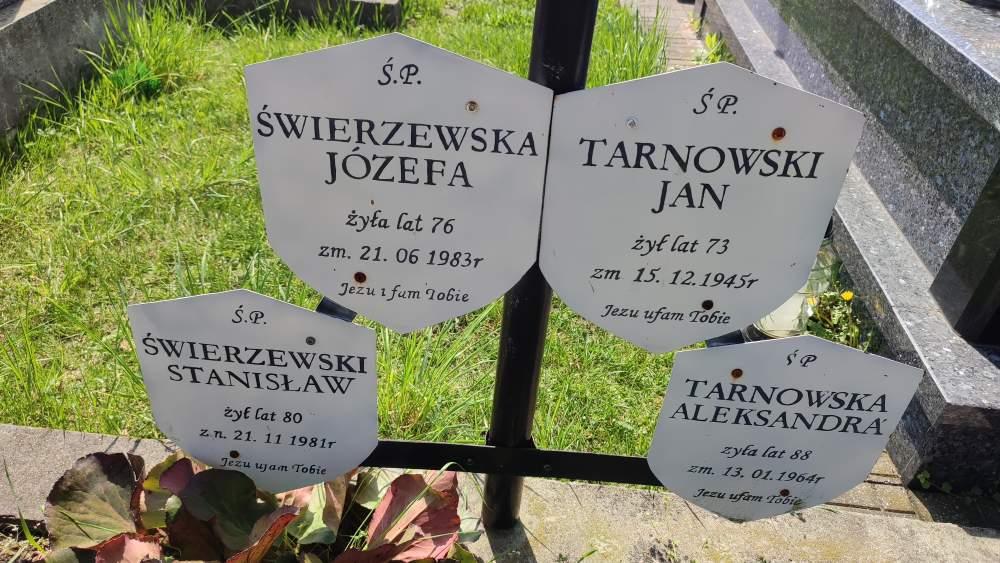 Ś.P.
ŚWIERZEWSKA
JÓZEFA
żyła lat 76
zm. 21. 06 1983r
Jezu ufam Tobie
Ś P.
TARNOWSKI
JAN
żył lat 73
zm. 15. 12. 1945r
Jezu ufam Tobie
Ś.P.
ŚWIERZEWSKI
STANISŁAW
żył lat 80
zn. 21. 11 1981r
Jezu ufam Tobie
Ś P
TARNOWSKA
ALEKSANDRA
zyła lat 88
zm. 13. 01. 1964r
Jezu ufam Tobie